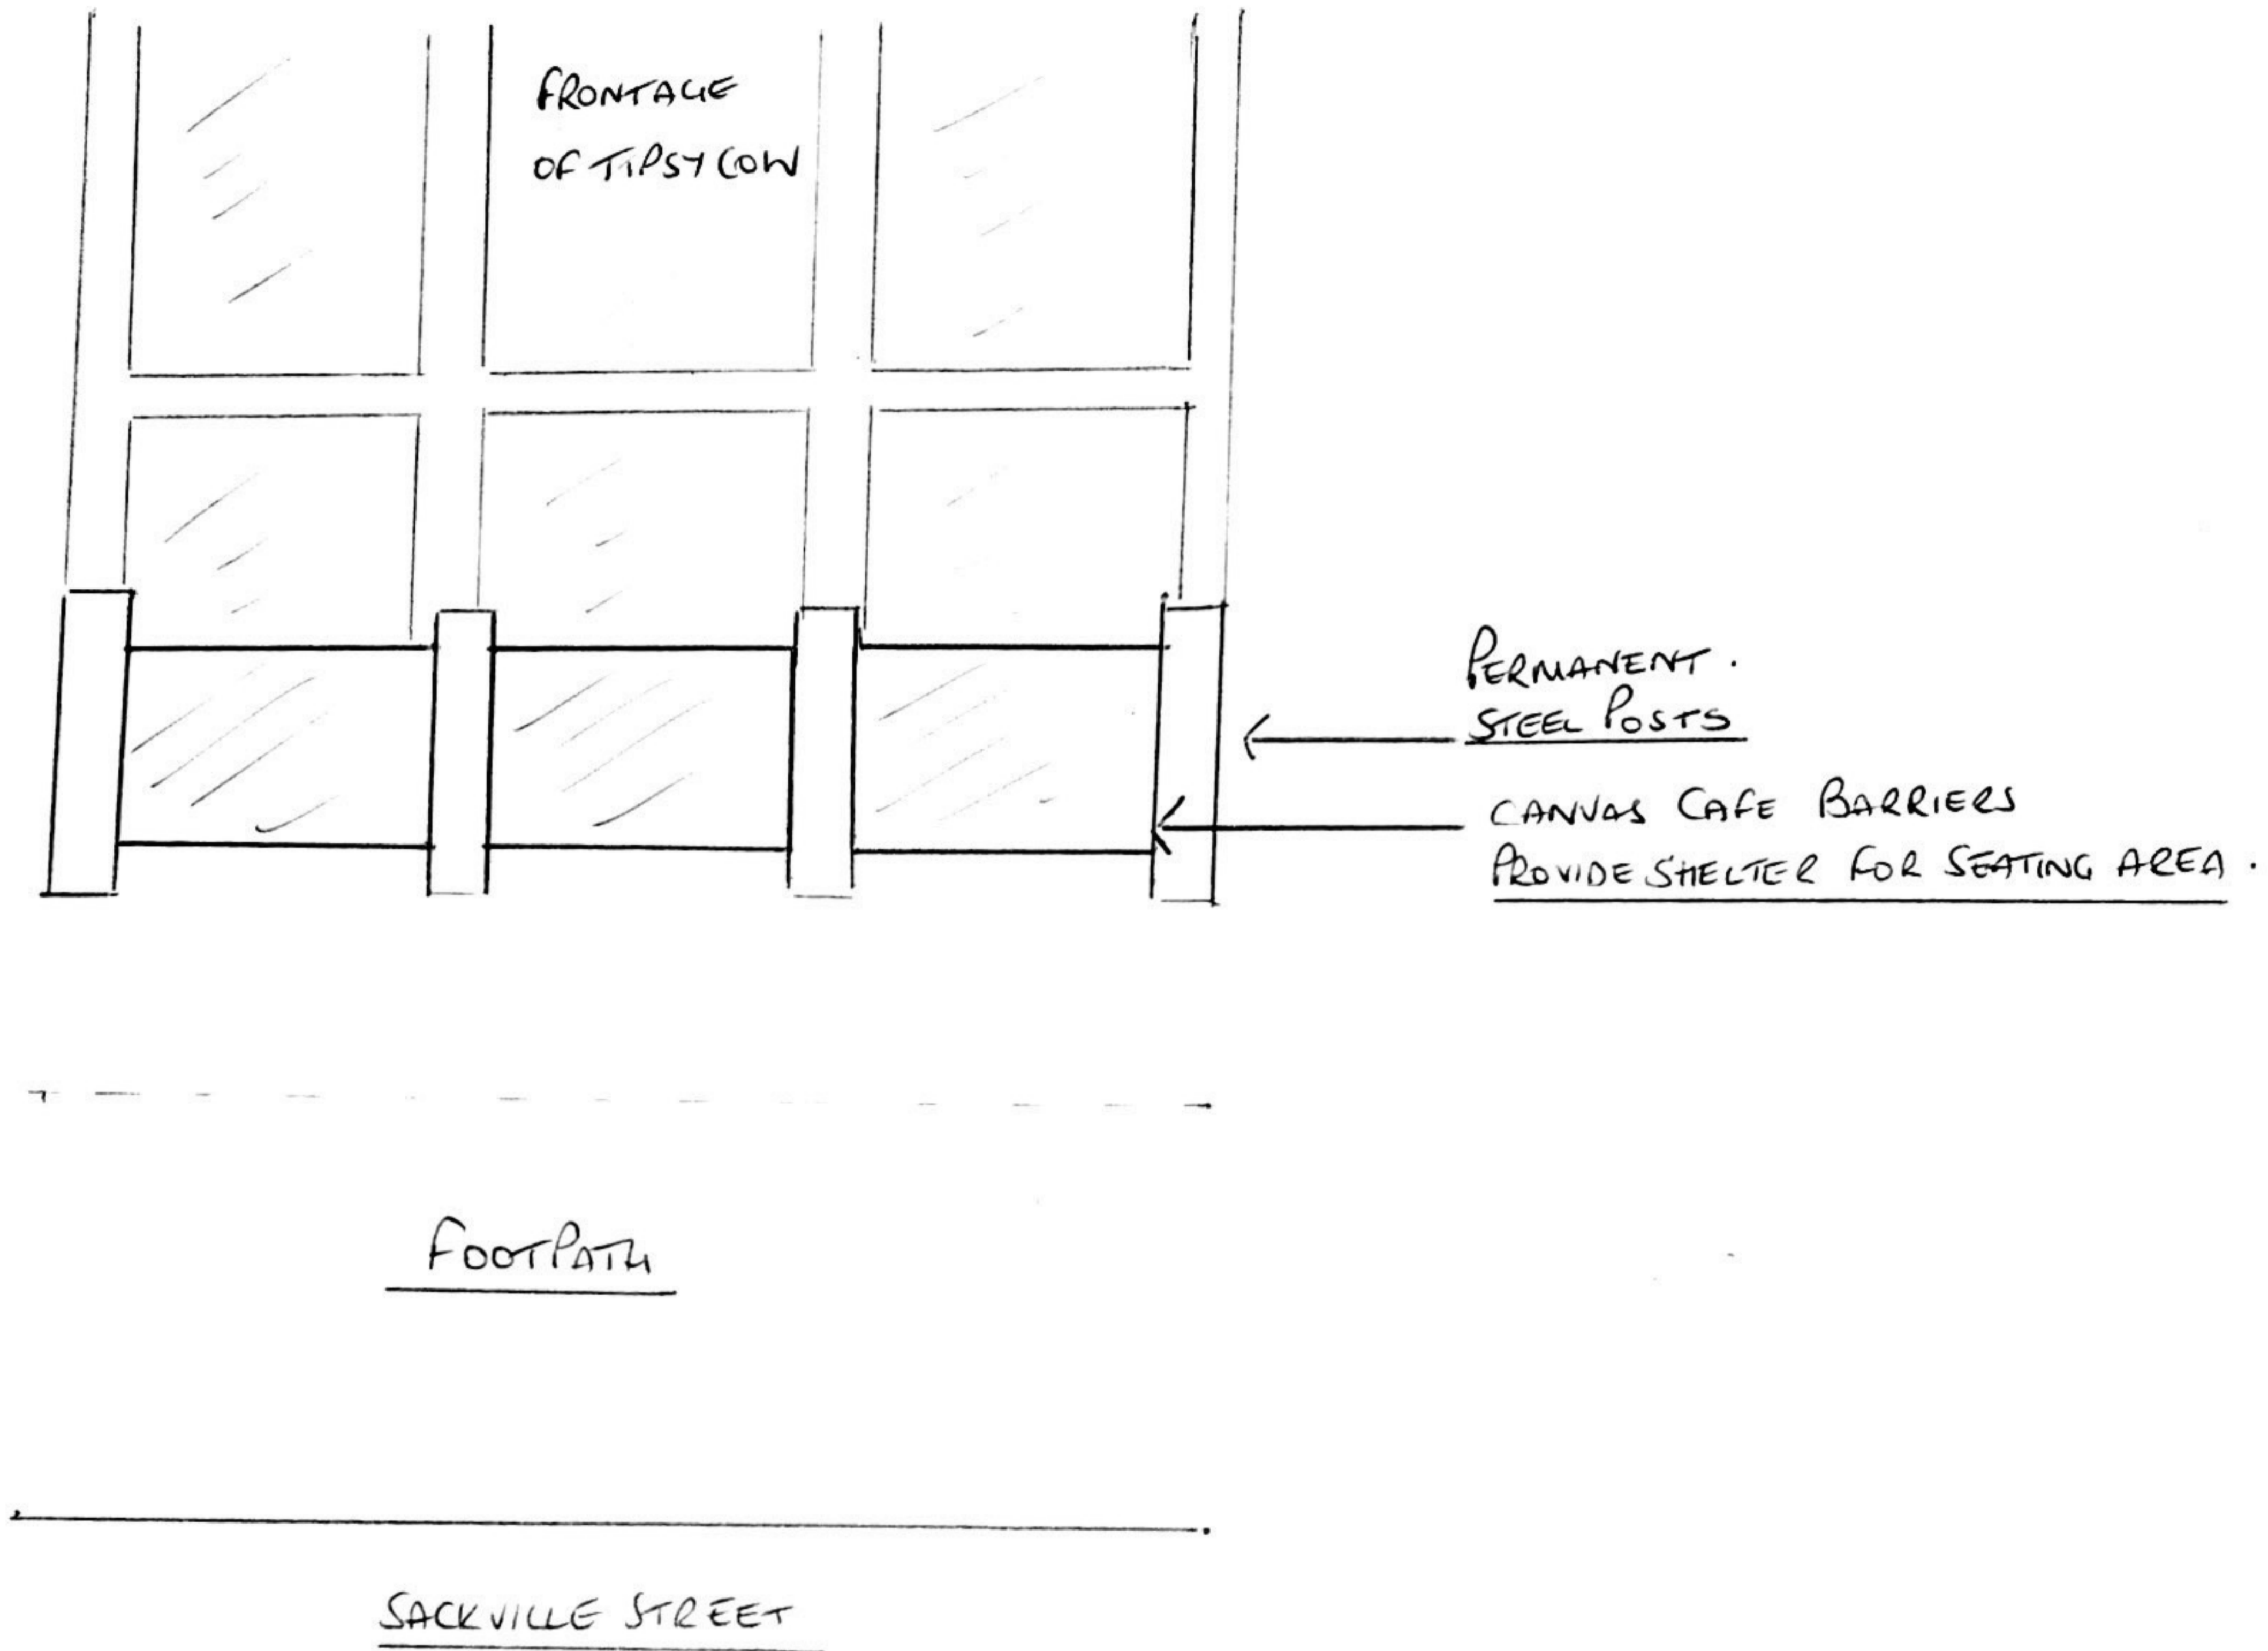 FRONTAGE
OF TIPSY COW
PERMANENT.
STEEL POSTS
CANVAS CAFE BARRIERS
PROVIDE SHELTER FOR SEATING AREA.
FOOTPATH
SACKVILLE STREET